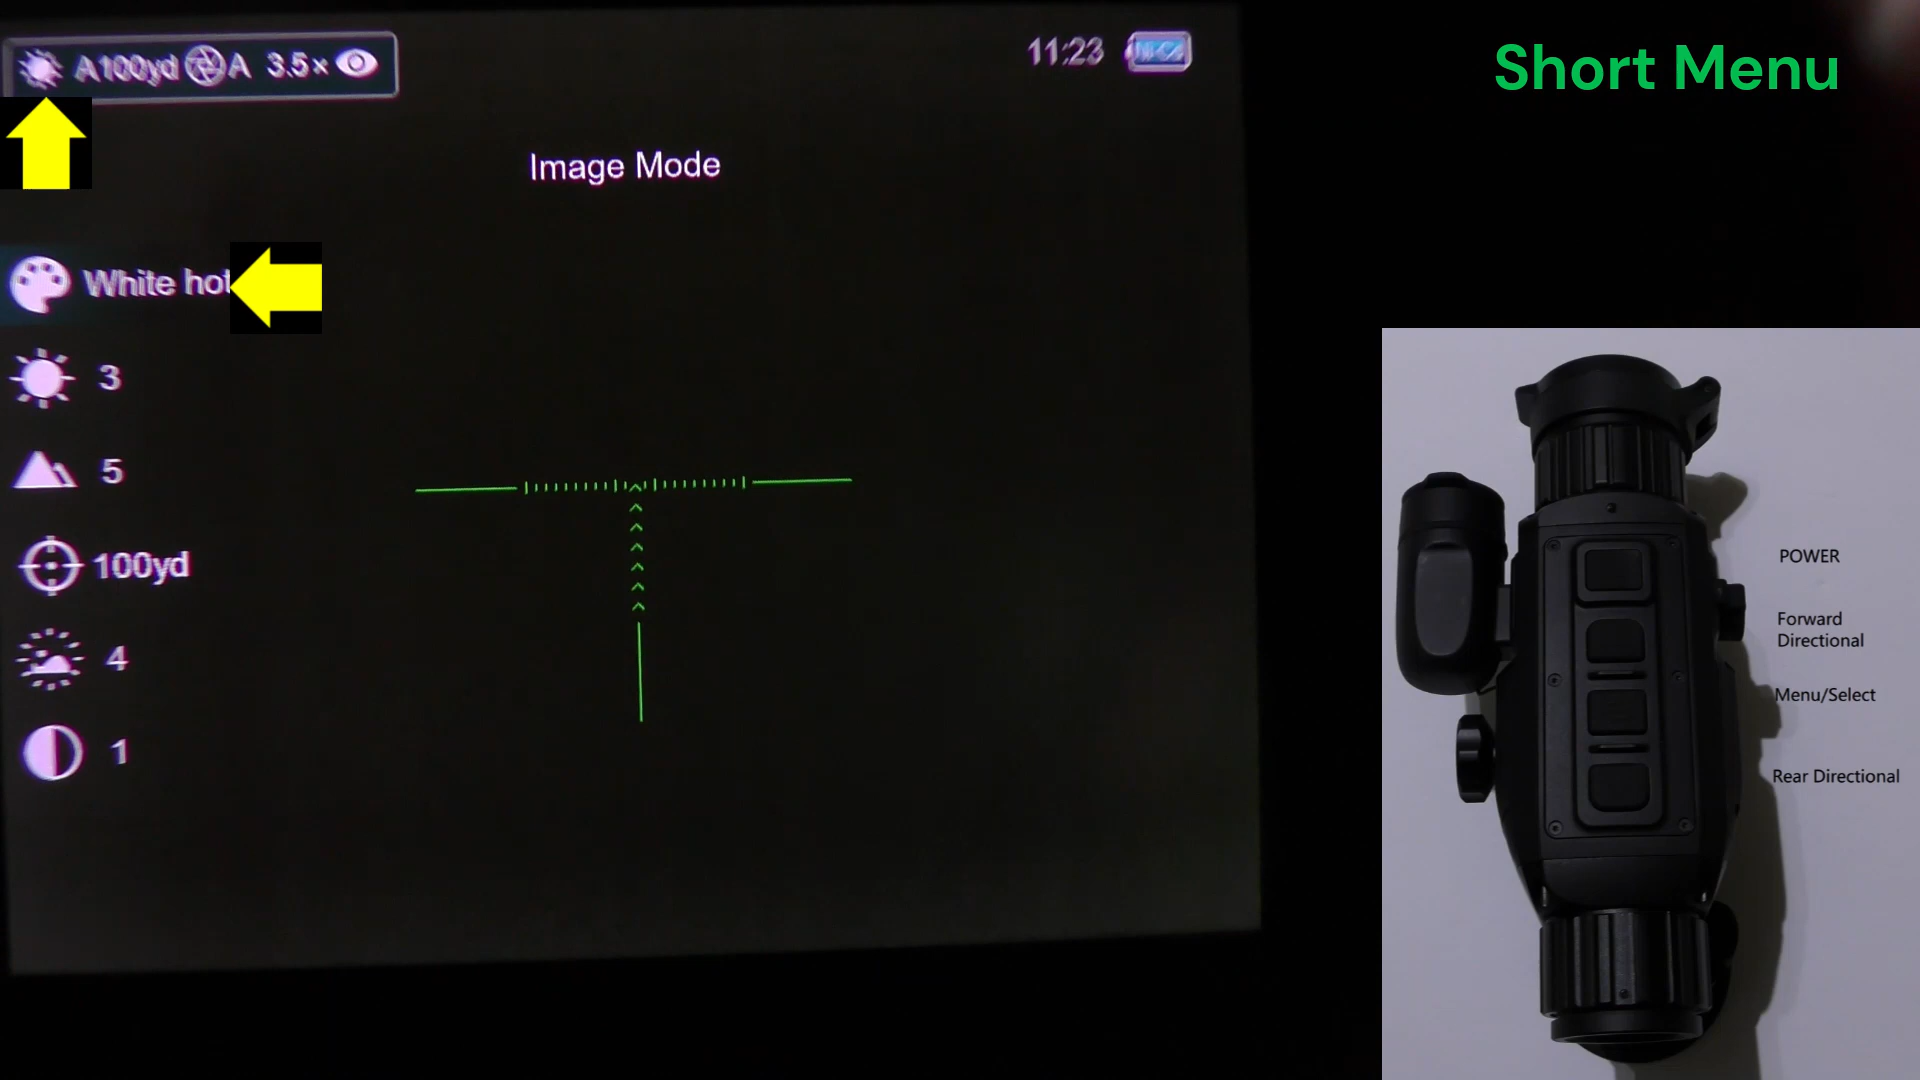 A100yd A 3.5×
11:23
Short Menu
Image Mode
White hot
3
5
100yd
4
1
POWER
Forward
Directional
Menu/Select
Rear Directional